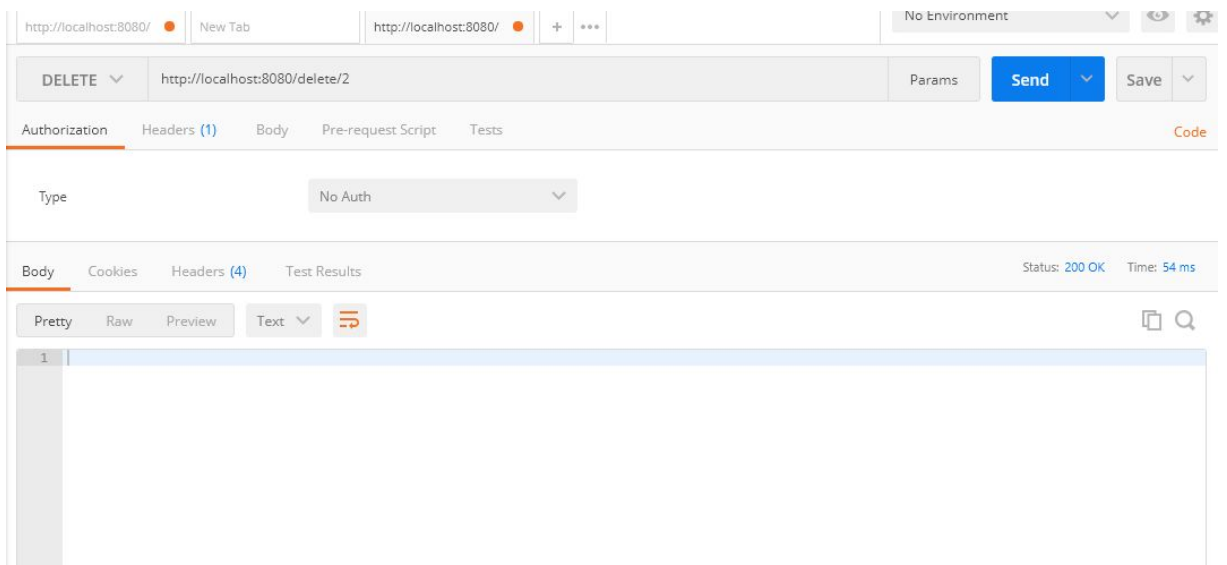 http://localhost:8080/ New Tab http://localhost:8080/ + ••• No Environment
DELETE http://localhost:8080/delete/2 Params Send Save
Authorization Headers (1) Body Pre-request Script Tests Code
Type No Auth
Body Cookies Headers (4) Test Results Status: 200 OK Time: 54 ms
Pretty Raw Preview Text
1